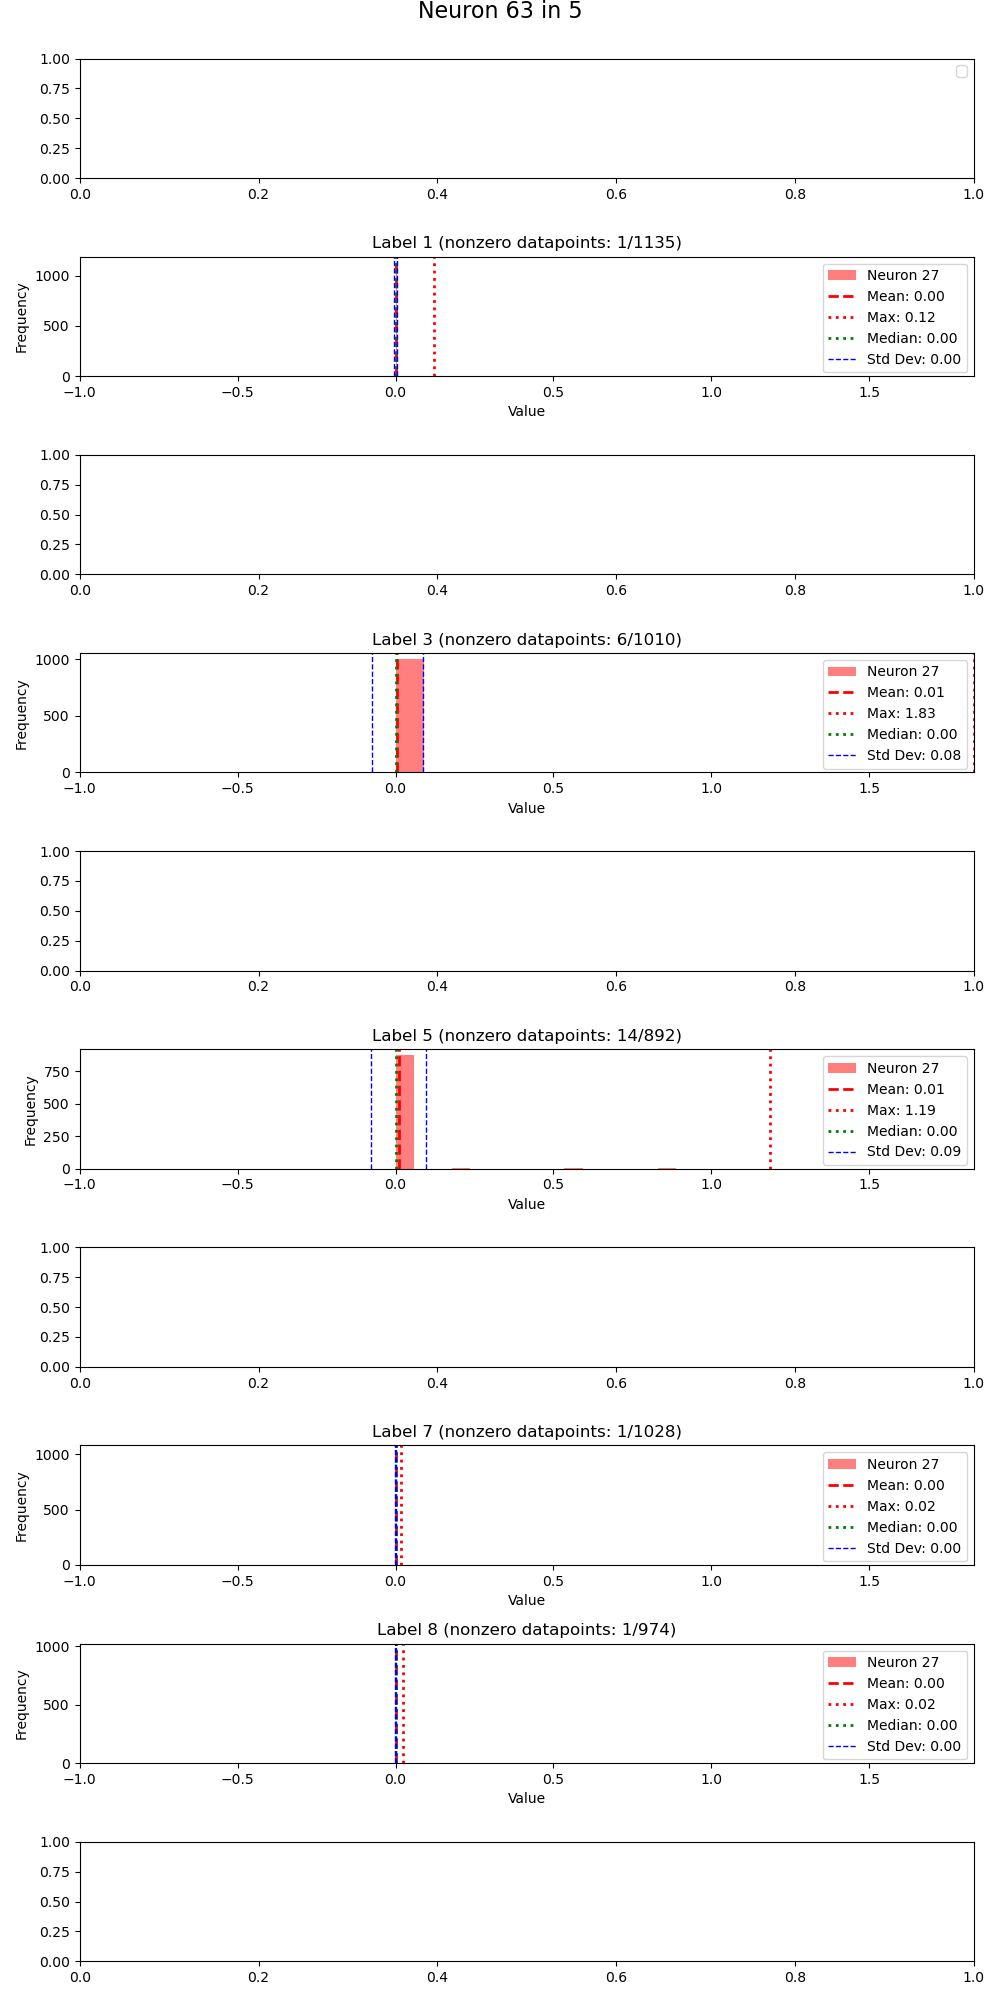 Neuron 63 in 5
1.00
0.75
0.50
0.25
0.00
0.0 0.2 0.4 0.6 0.8 1.0
Label 1 (nonzero datapoints: 1/1135)
Frequency
1000
500
0
Neuron 27
Mean: 0.00
Max: 0.12
Median: 0.00
Std Dev: 0.00
−1.0 −0.5 0.0 0.5 1.0 1.5
Value
1.00
0.75
0.50
0.25
0.00
0.0 0.2 0.4 0.6 0.8 1.0
Label 3 (nonzero datapoints: 6/1010)
Frequency
1000
500
0
Neuron 27
Mean: 0.01
Max: 1.83
Median: 0.00
Std Dev: 0.08
−1.0 −0.5 0.0 0.5 1.0 1.5
Value
1.00
0.75
0.50
0.25
0.00
0.0 0.2 0.4 0.6 0.8 1.0
Label 5 (nonzero datapoints: 14/892)
Frequency
750
500
250
0
Neuron 27
Mean: 0.01
Max: 1.19
Median: 0.00
Std Dev: 0.09
−1.0 −0.5 0.0 0.5 1.0 1.5
Value
1.00
0.75
0.50
0.25
0.00
0.0 0.2 0.4 0.6 0.8 1.0
Label 7 (nonzero datapoints: 1/1028)
Frequency
1000
500
0
Neuron 27
Mean: 0.00
Max: 0.02
Median: 0.00
Std Dev: 0.00
−1.0 −0.5 0.0 0.5 1.0 1.5
Value
Label 8 (nonzero datapoints: 1/974)
Frequency
1000
500
0
Neuron 27
Mean: 0.00
Max: 0.02
Median: 0.00
Std Dev: 0.00
−1.0 −0.5 0.0 0.5 1.0 1.5
Value
1.00
0.75
0.50
0.25
0.00
0.0 0.2 0.4 0.6 0.8 1.0